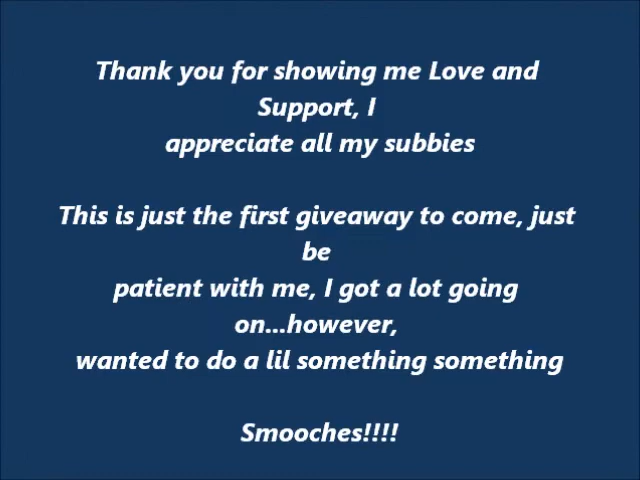 Thank you for showing me Love and
Support, I
appreciate all my subbies
This is just the first giveaway to come, just
be
patient with me, I got a lot going
on...however,
wanted to do a lil something something
Smooches!!!!